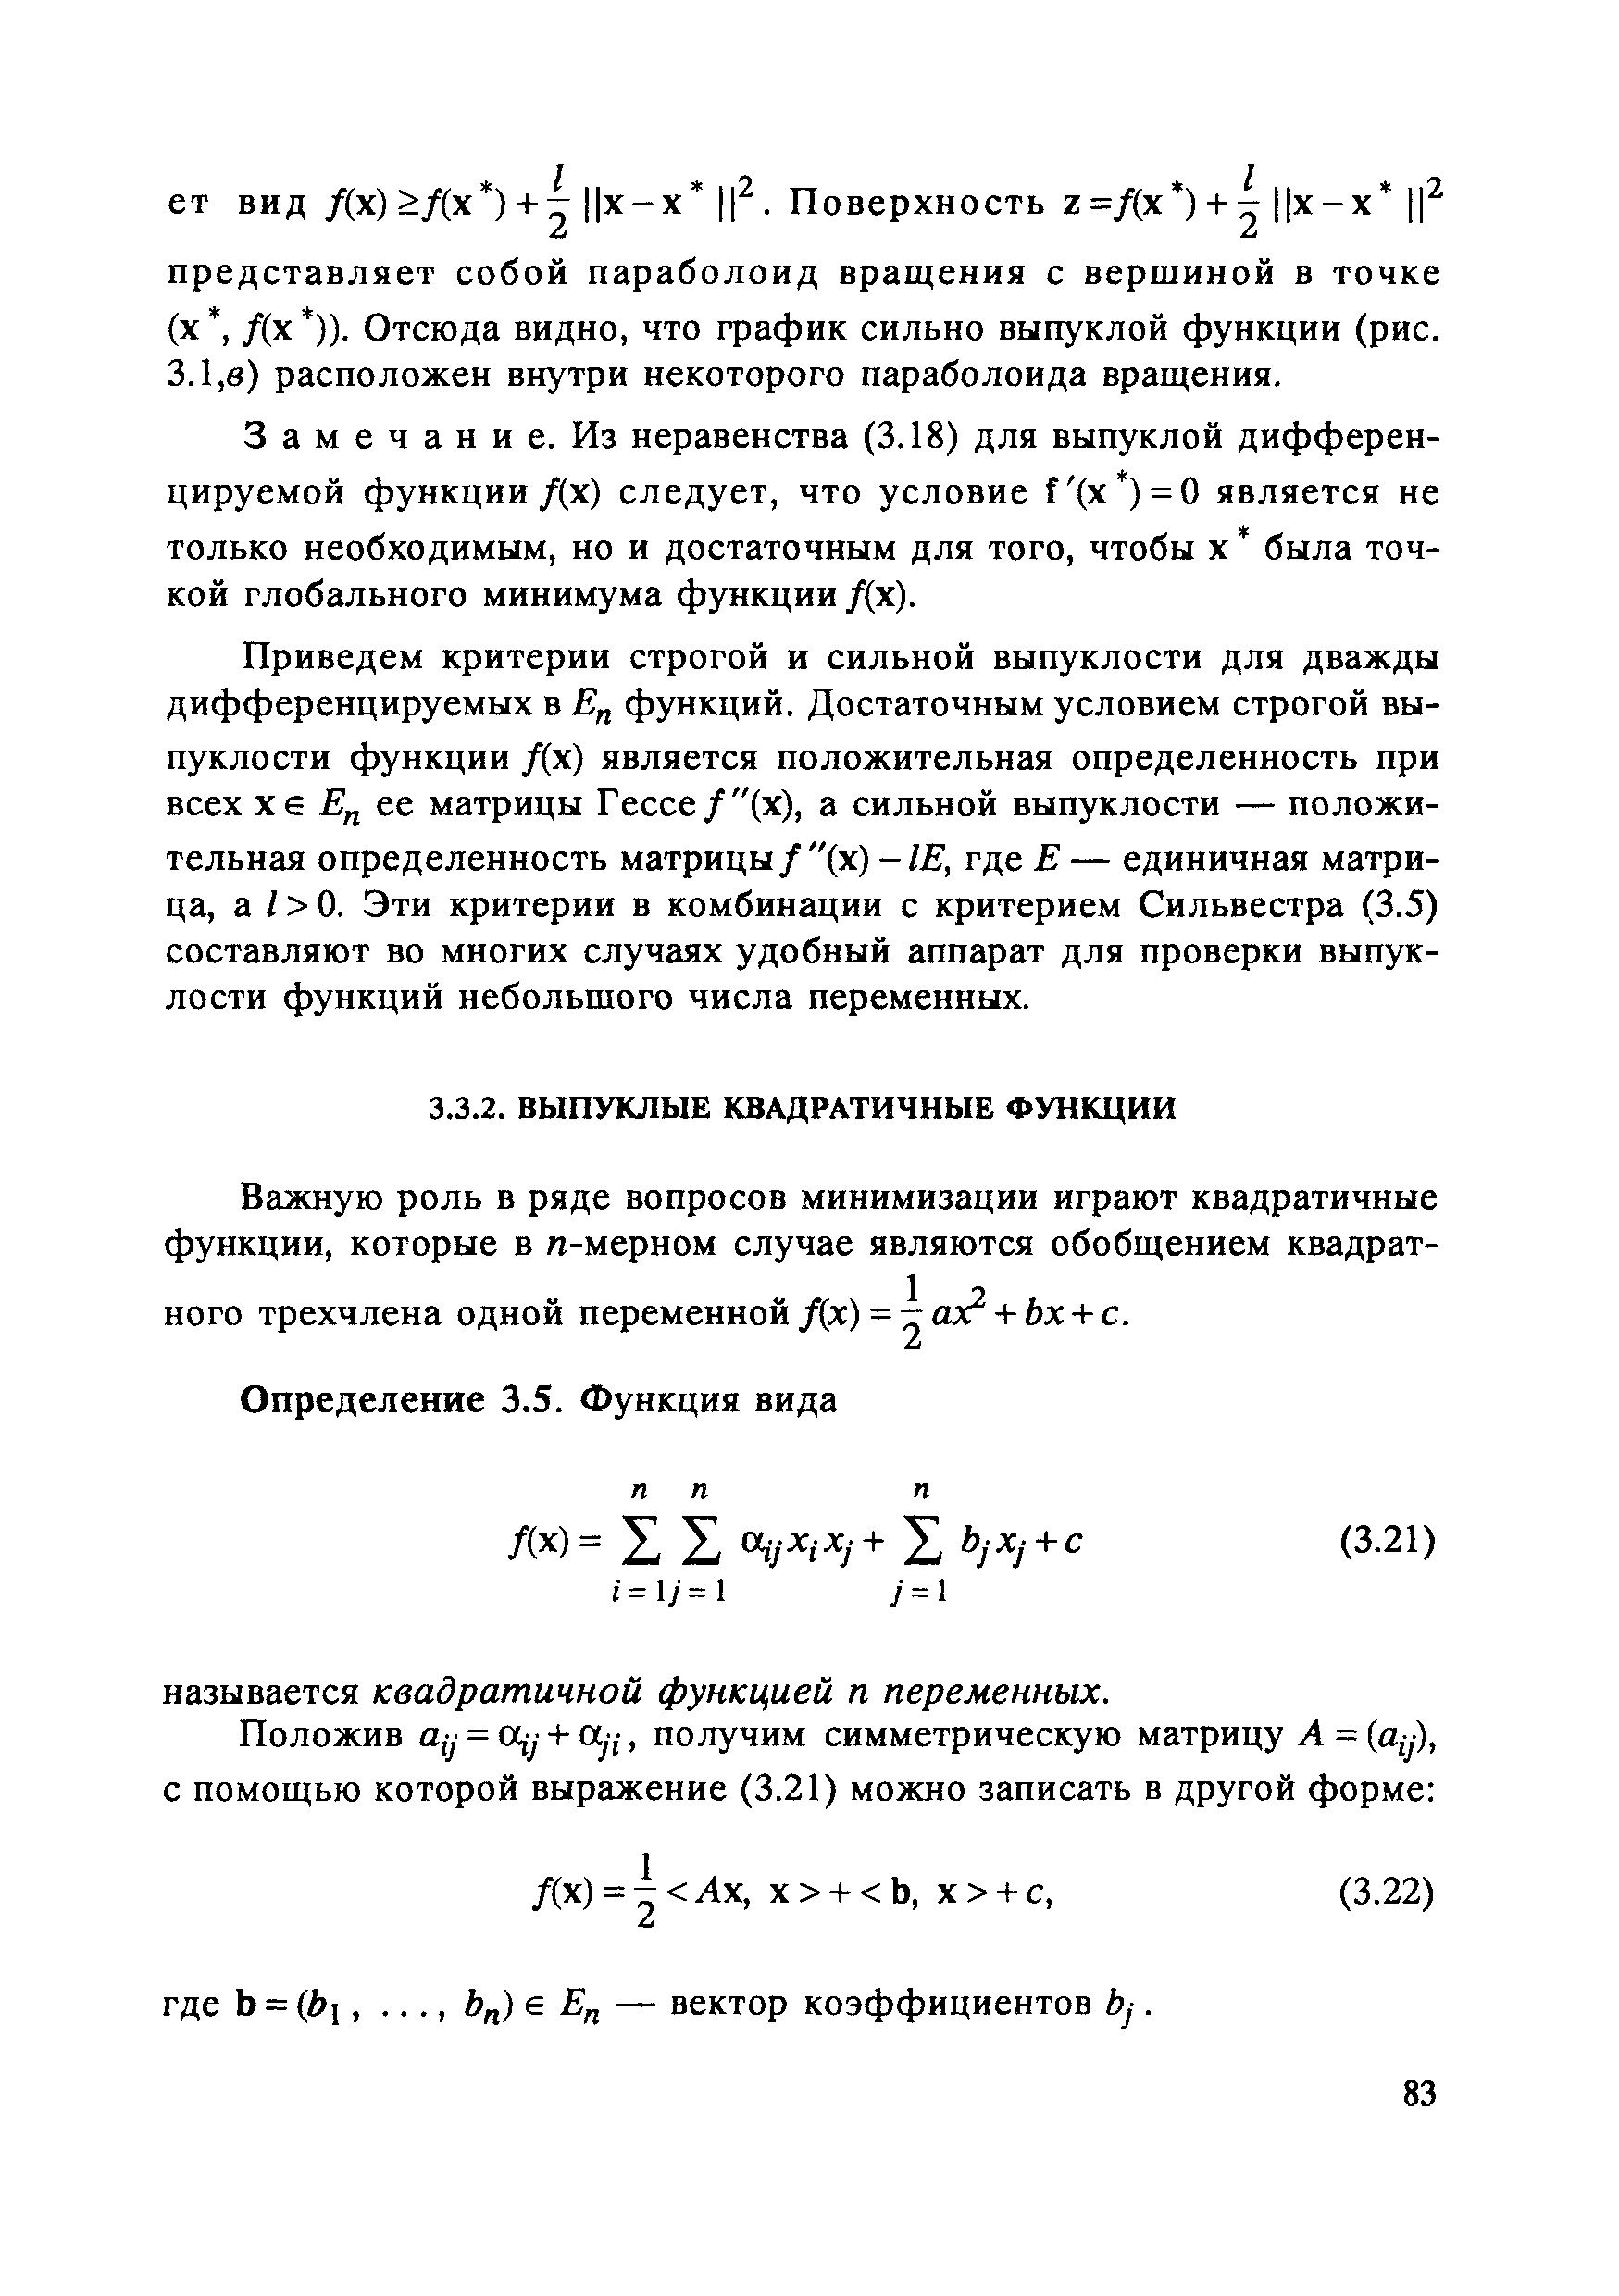 ет вид f(x) ≥ f(x*) + l/2 ||x − x* ||². Поверхность z = f(x*) + l/2 ||x − x* ||²
представляет собой параболоид вращения с вершиной в точке
(x*, f(x*)). Отсюда видно, что график сильно выпуклой функции (рис.
3.1,в) расположен внутри некоторого параболоида вращения.
З а м е ч а н и е. Из неравенства (3.18) для выпуклой дифферен-
цируемой функции f(x) следует, что условие f′(x*) = 0 является не
только необходимым, но и достаточным для того, чтобы x* была точ-
кой глобального минимума функции f(x).
Приведем критерии строгой и сильной выпуклости для дважды
дифференцируемых в Eₙ функций. Достаточным условием строгой вы-
пуклости функции f(x) является положительная определенность при
всех x ∈ Eₙ ее матрицы Гессе f″(x), а сильной выпуклости — положи-
тельная определенность матрицы f″(x) − lE, где E — единичная матри-
ца, а l > 0. Эти критерии в комбинации с критерием Сильвестра (3.5)
составляют во многих случаях удобный аппарат для проверки выпук-
лости функций небольшого числа переменных.
3.3.2. ВЫПУКЛЫЕ КВАДРАТИЧНЫЕ ФУНКЦИИ
Важную роль в ряде вопросов минимизации играют квадратичные
функции, которые в n-мерном случае являются обобщением квадрат-
ного трехчлена одной переменной f(x) = 1/2 ax² + bx + c.
Определение 3.5. Функция вида
n n n
f(x) = ∑ ∑ αᵢⱼxᵢxⱼ + ∑ bⱼxⱼ + c (3.21)
i = 1 j = 1 j = 1
называется квадратичной функцией n переменных.
Положив aᵢⱼ = αᵢⱼ + αⱼᵢ, получим симметрическую матрицу A = (aᵢⱼ),
с помощью которой выражение (3.21) можно записать в другой форме:
f(x) = 1/2 < Ax, x > + < b, x > + c, (3.22)
где b = (b₁, ..., bₙ) ∈ Eₙ — вектор коэффициентов bⱼ.
83